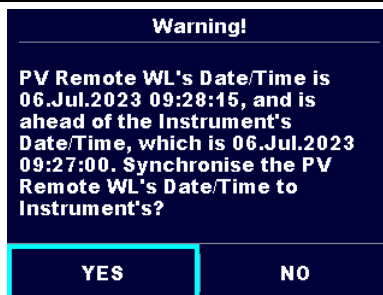 Warning!
PV Remote WL's Date/Time is
06.Jul.2023 09:28:15, and is
ahead of the Instrument's
Date/Time, which is 06.Jul.2023
09:27:00. Synchronise the PV
Remote WL's Date/Time to
Instrument's?
YES
NO